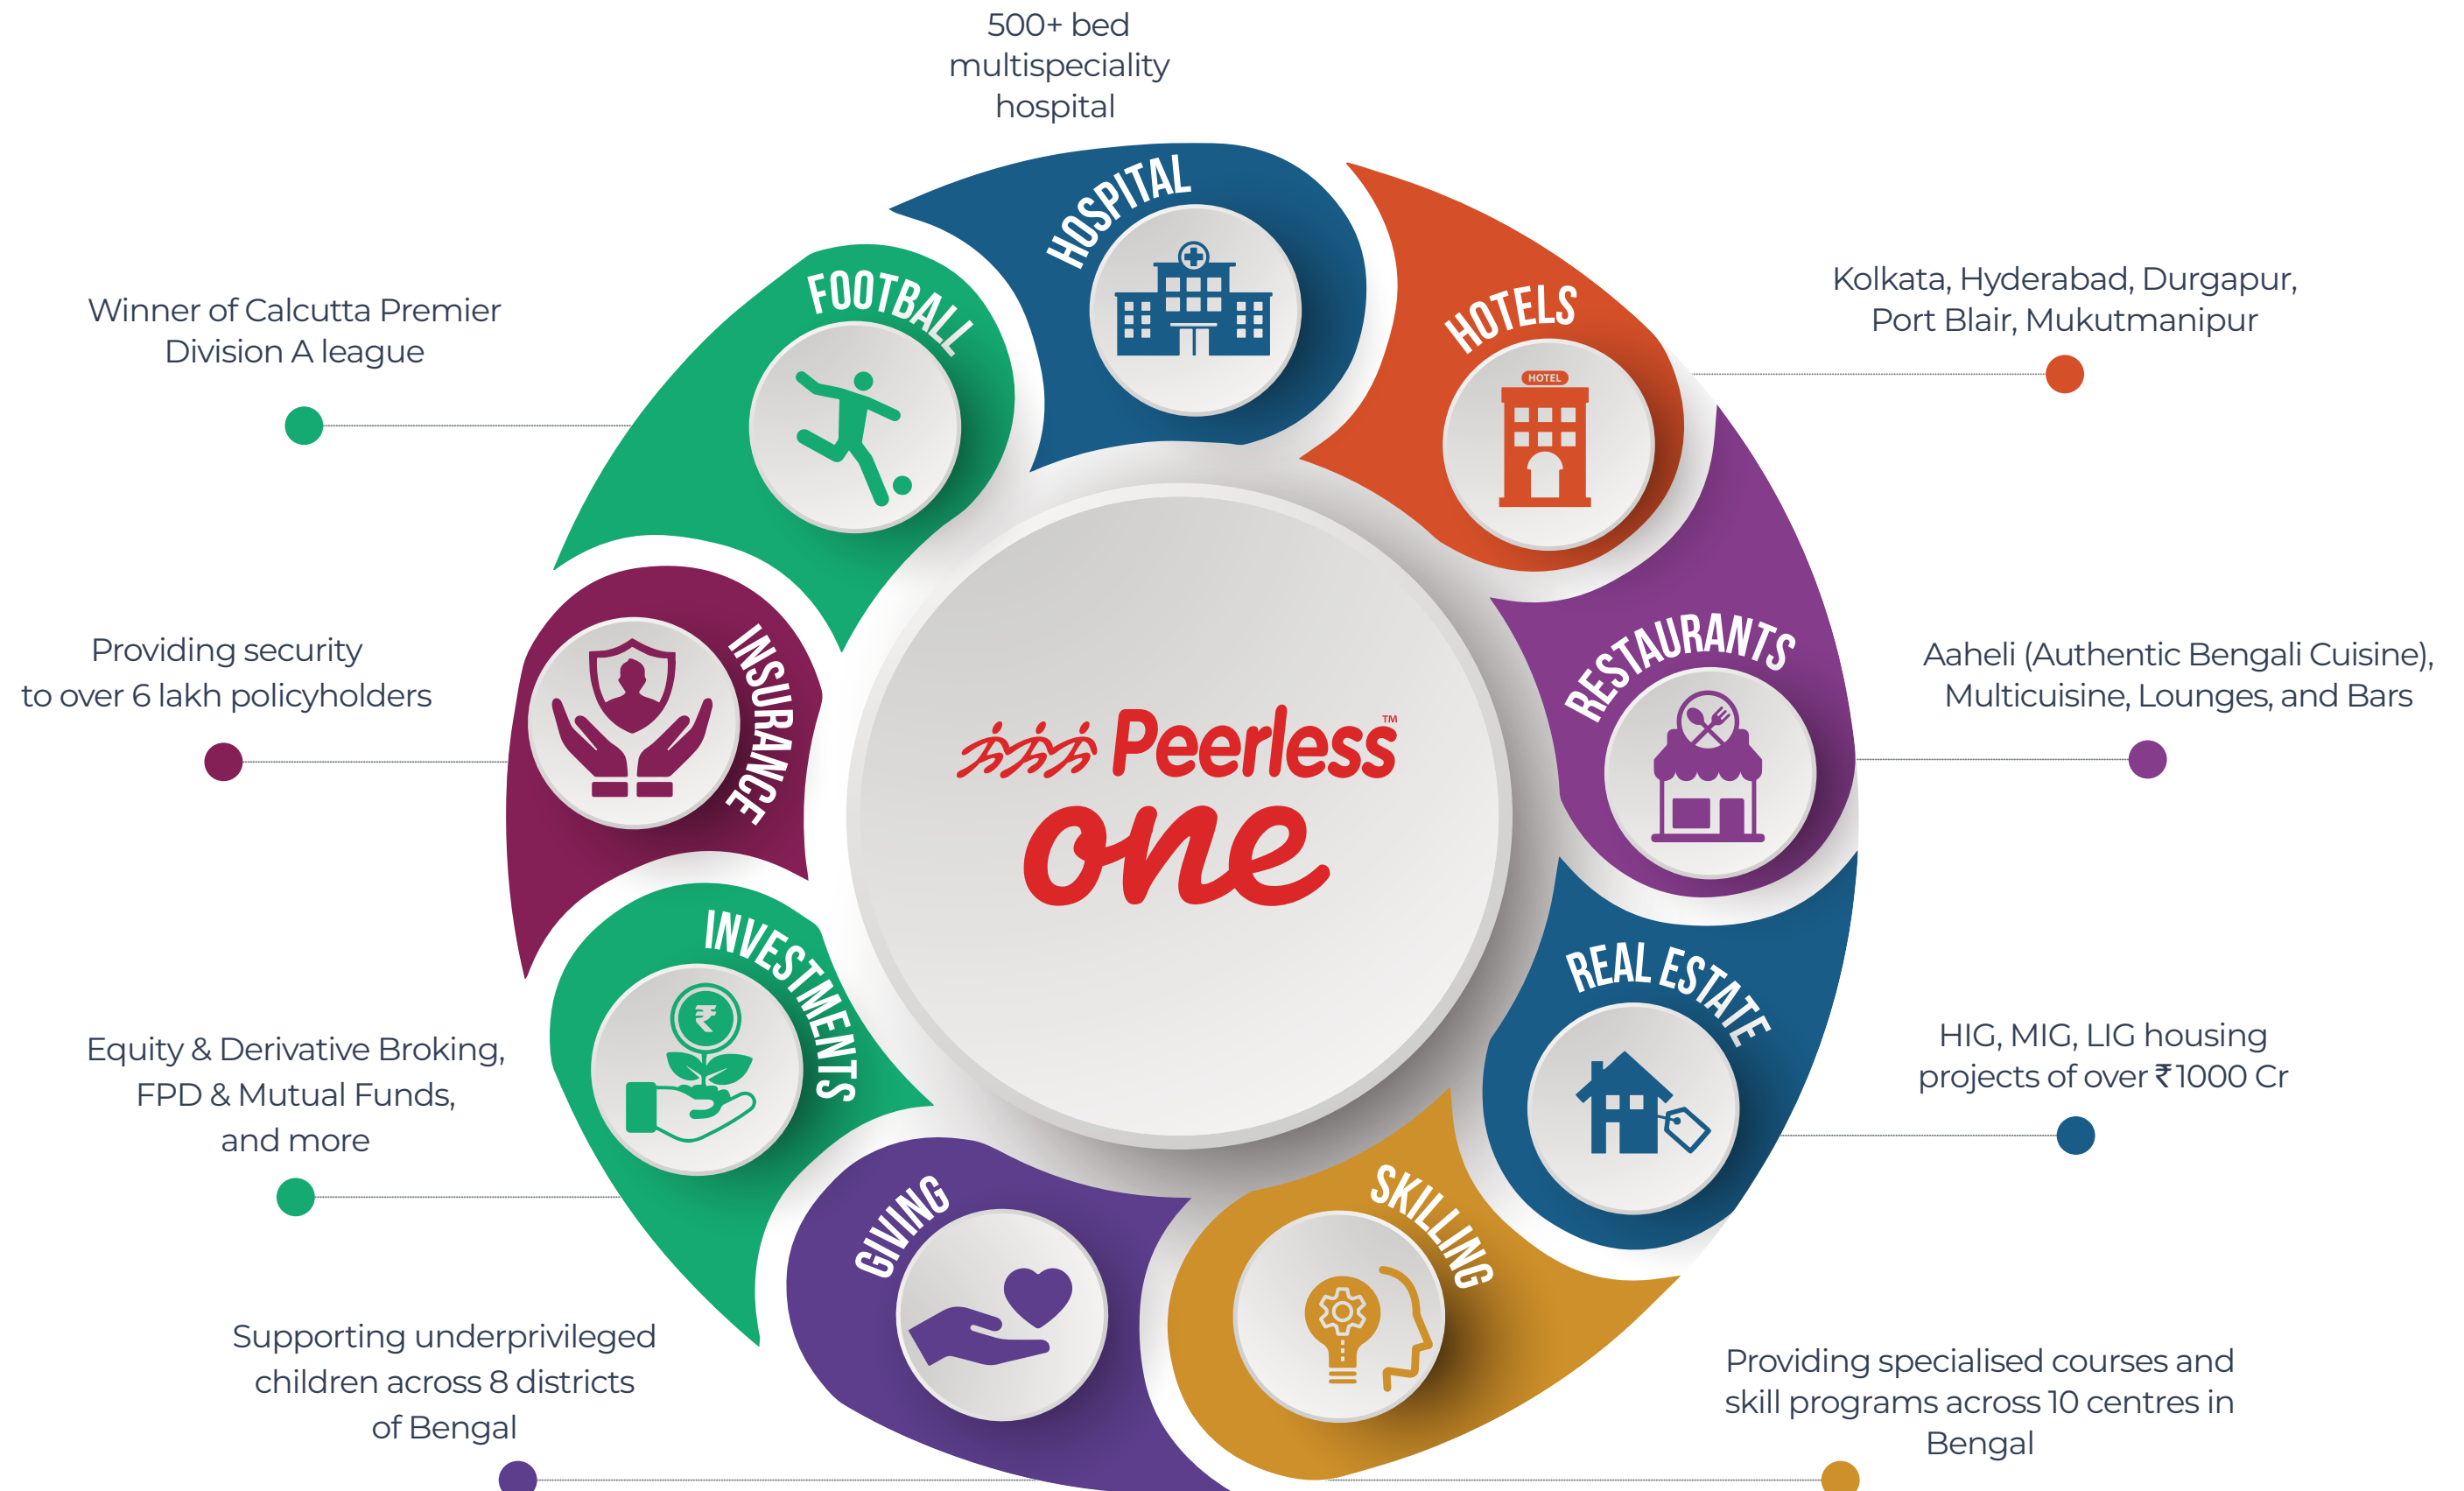 500+ bed
multispeciality
hospital
HOSPITAL
HOTELS
HOTEL
Kolkata, Hyderabad, Durgapur,
Port Blair, Mukutmanipur
RESTAURANTS
Aaheli (Authentic Bengali Cuisine),
Multicuisine, Lounges, and Bars
REAL ESTATE
HIG, MIG, LIG housing
projects of over ₹1000 Cr
SKILLING
Providing specialised courses and
skill programs across 10 centres in
Bengal
GIVING
Supporting underprivileged
children across 8 districts
of Bengal
INVESTMENTS
₹
Equity & Derivative Broking,
FPD & Mutual Funds,
and more
INSURANCE
Providing security
to over 6 lakh policyholders
FOOTBALL
Winner of Calcutta Premier
Division A league
Peerless™
one